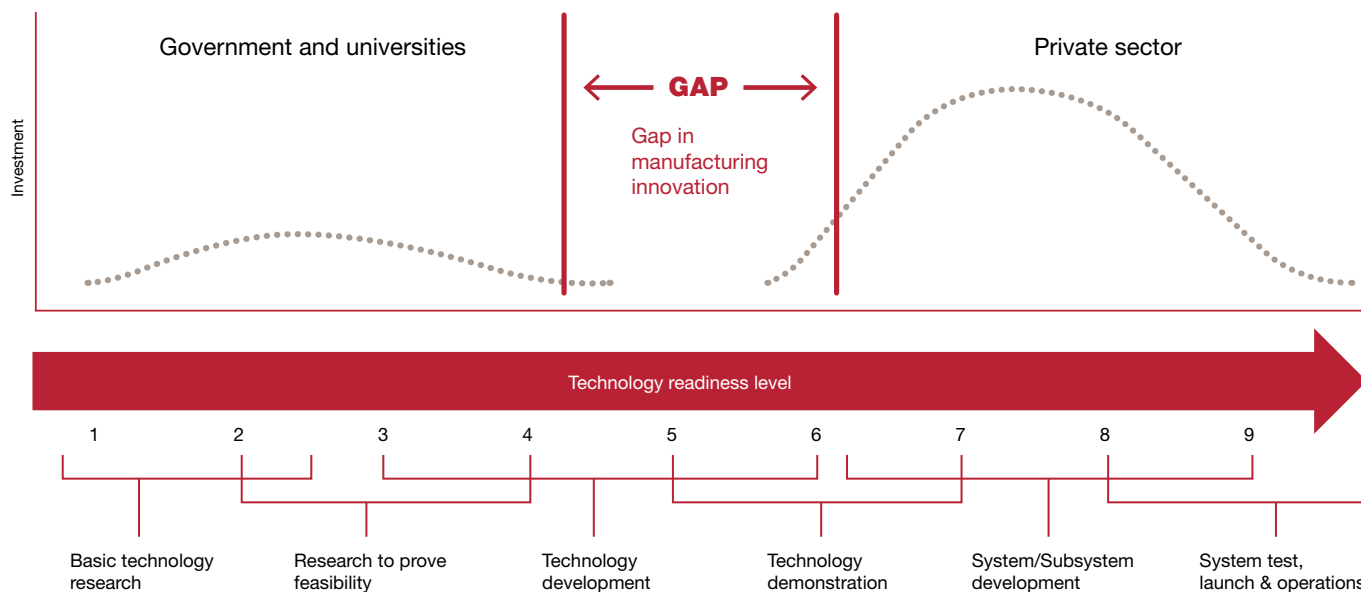 Government and universities
GAP
Private sector
Gap in
manufacturing
innovation
Investment
Technology readiness level
1 2 3 4 5 6 7 8 9
Basic technology
research
Research to prove
feasibility
Technology
development
Technology
demonstration
System/Subsystem
development
System test,
launch & operations